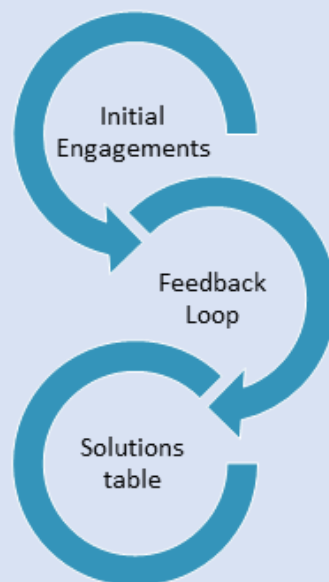 Initial
Engagements
Feedback
Loop
Solutions
table